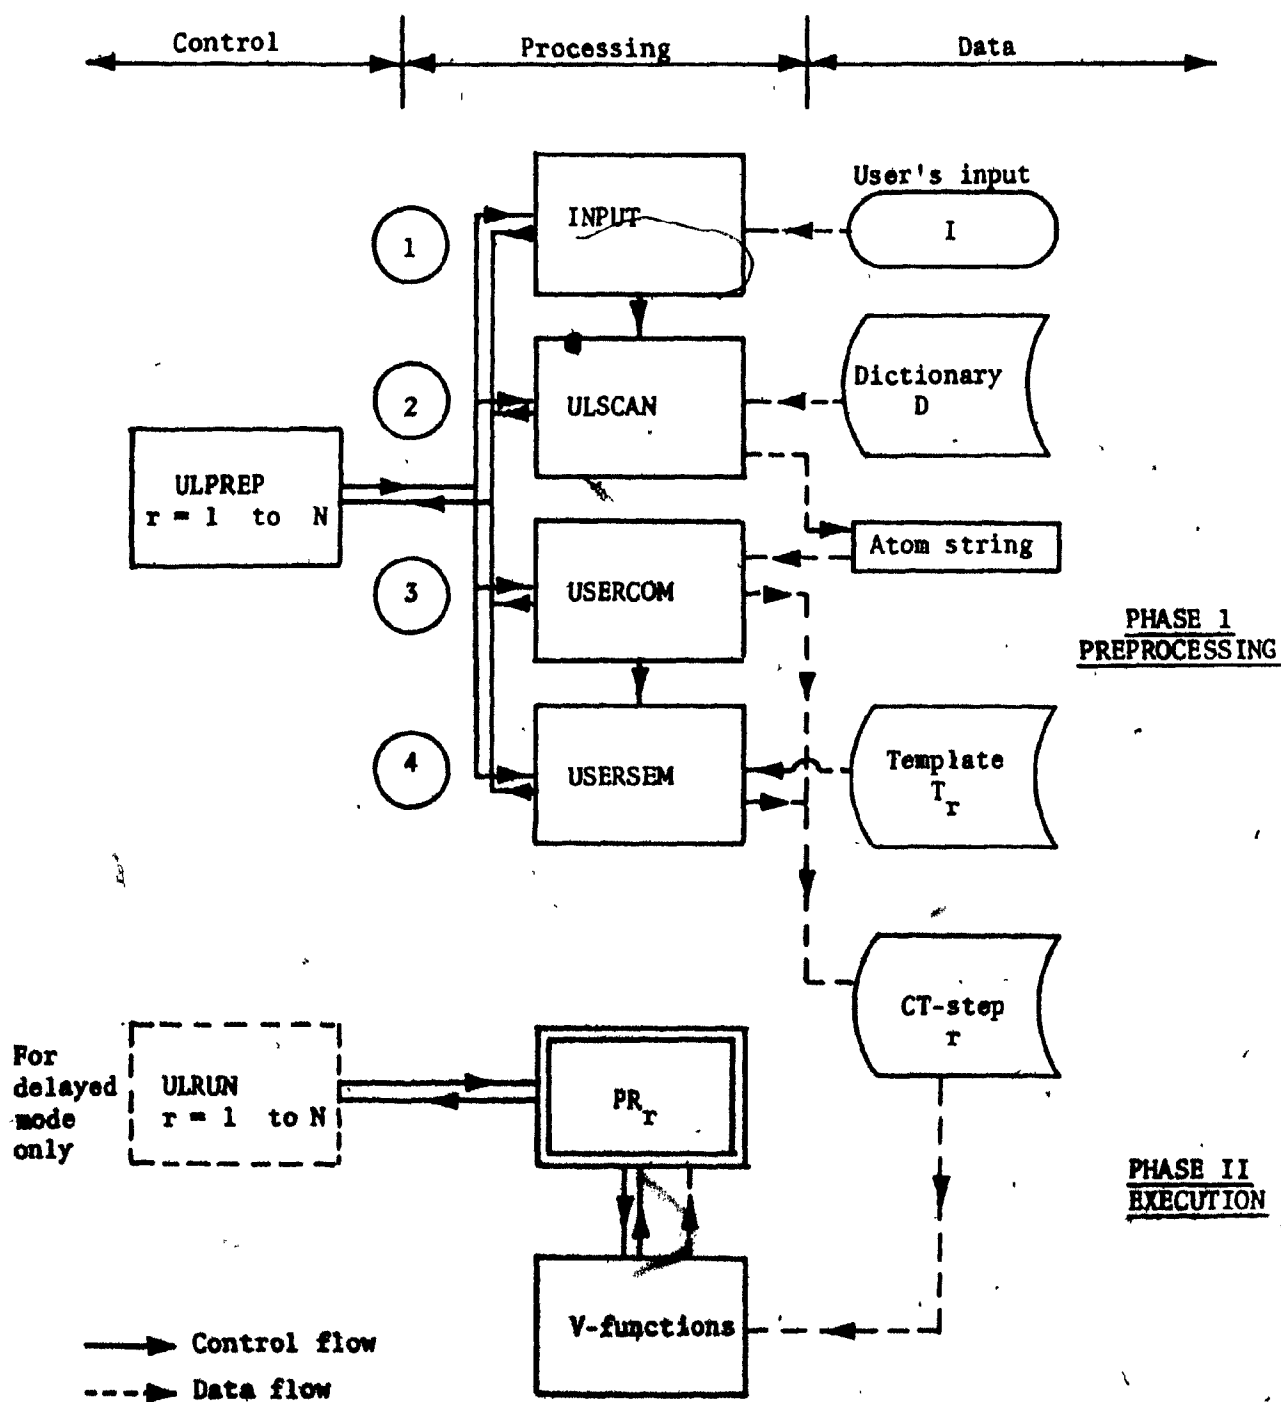 Control
Processing
Data
User's input
1
INPUT
I
2
ULSCAN
Dictionary
D
ULPREP
r = 1 to N
Atom string
3
USERCOM
PHASE 1
PREPROCESSING
4
USERSEM
Template
Tr
CT-step
r
For
delayed
mode
only
ULRUN
r = 1 to N
PRr
PHASE II
EXECUTION
V-functions
Control flow
Data flow